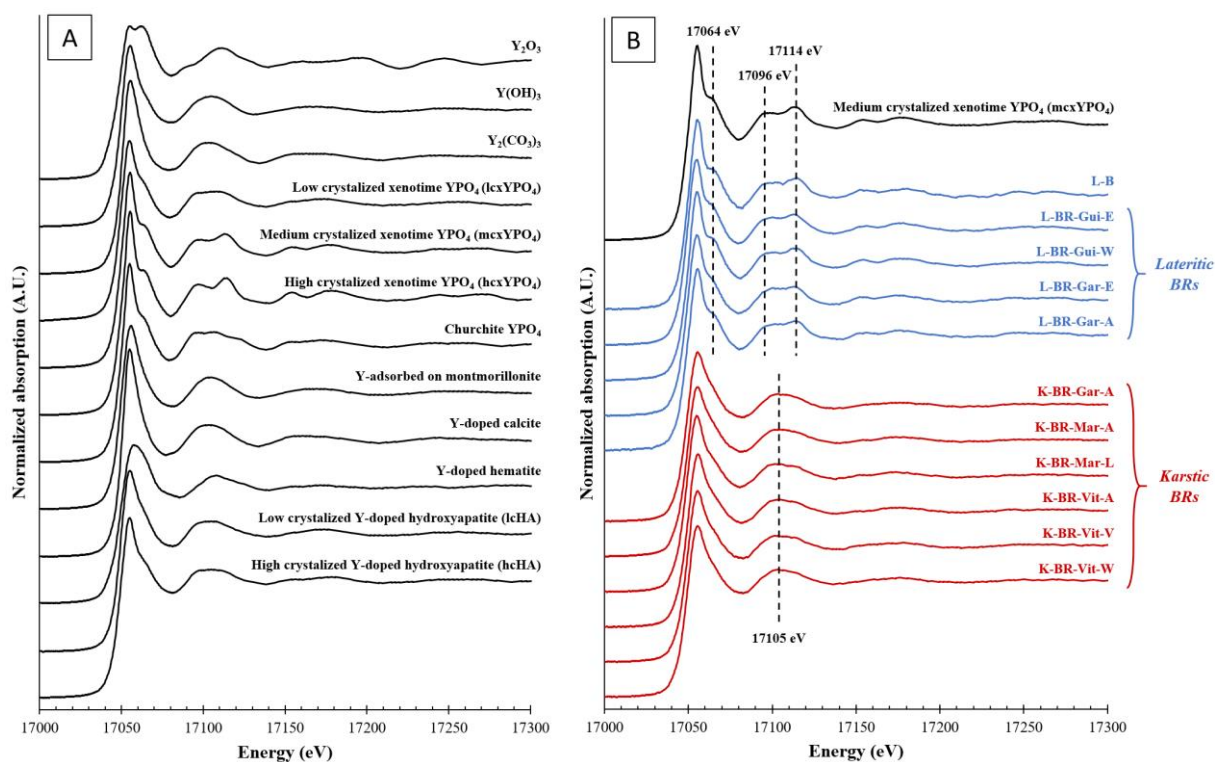 A
Normalized absorption (A.U.)
Y₂O₃
Y(OH)₃
Y₂(CO₃)₃
Low crystalized xenotime YPO₄ (lcxYPO₄)
Medium crystalized xenotime YPO₄ (mcxYPO₄)
High crystalized xenotime YPO₄ (hcxYPO₄)
Churchite YPO₄
Y-adsorbed on montmorillonite
Y-doped calcite
Y-doped hematite
Low crystalized Y-doped hydroxyapatite (lcHA)
High crystalized Y-doped hydroxyapatite (hcHA)
17000 17050 17100 17150 17200 17250 17300
Energy (eV)
B
Normalized absorption (A.U.)
17064 eV
17114 eV
17096 eV
Medium crystalized xenotime YPO₄ (mcxYPO₄)
L-B
L-BR-Gui-E
L-BR-Gui-W
L-BR-Gar-E
L-BR-Gar-A
Lateritic
BRs
K-BR-Gar-A
K-BR-Mar-A
K-BR-Mar-L
K-BR-Vit-A
K-BR-Vit-V
K-BR-Vit-W
Karstic
BRs
17105 eV
17000 17050 17100 17150 17200 17250 17300
Energy (eV)